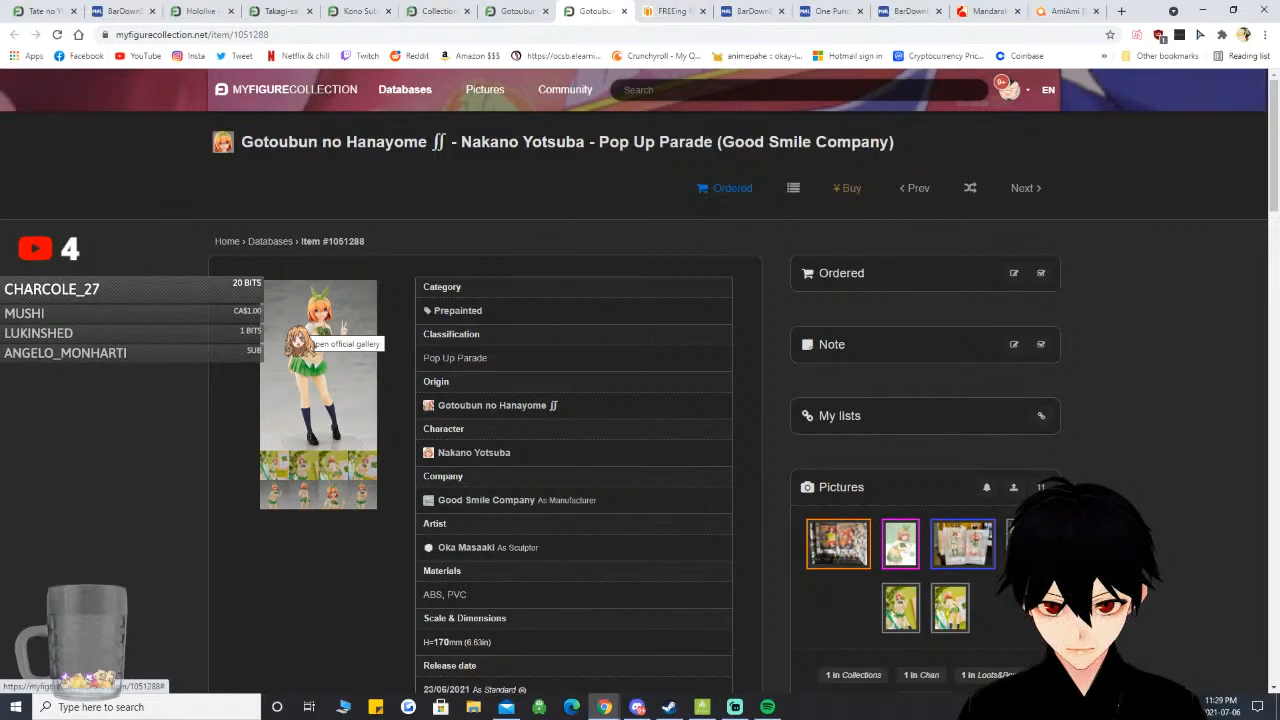 Tate no Y
BarDown
Hololive -
Takagi-sa
Kono Sub
Collection
Gotoubun
Gotoubun
FREEing
BarDownl
One Punc
BarDownl
Mandaral
AmiAmi [
myfigurecollection.net/item/1051288
Apps Facebook YouTube Insta Netflix & chill Twitch Reddit Amazon $$$ https://ocsb.elearni... Crunchyroll - My Q... animepahe :: okay-i... Hotmail sign in Cryptocurrency Pric... Coinbase » Other bookmarks Reading list
MYFIGURECOLLECTION Databases Pictures Community Search 9+ EN
Gotoubun no Hanayome ∬ - Nakano Yotsuba - Pop Up Parade (Good Smile Company)
Ordered ¥ Buy Prev Next
Home › Databases › Item #1051288
4
CHARCOLE_27 20 BITS
MUSHI CA$1.00
LUKINSHED 1 BITS
ANGELO_MONHARTI SUB
pen official gallery
Category
Prepainted
Classification
Pop Up Parade
Origin
Gotoubun no Hanayome ∬
Character
Nakano Yotsuba
Company
Good Smile Company As Manufacturer
Artist
Oka Masaaki As Sculptor
Materials
ABS, PVC
Scale & Dimensions
H=170mm (6.63in)
Release date
23/06/2021 As Standard
Ordered
Note
My lists
Pictures 11
1 in Collections 1 in Chan 1 in Loots&
https://myfigurecollection.net/item/1051288#
Type here to search
11:29 PM
2021-07-06